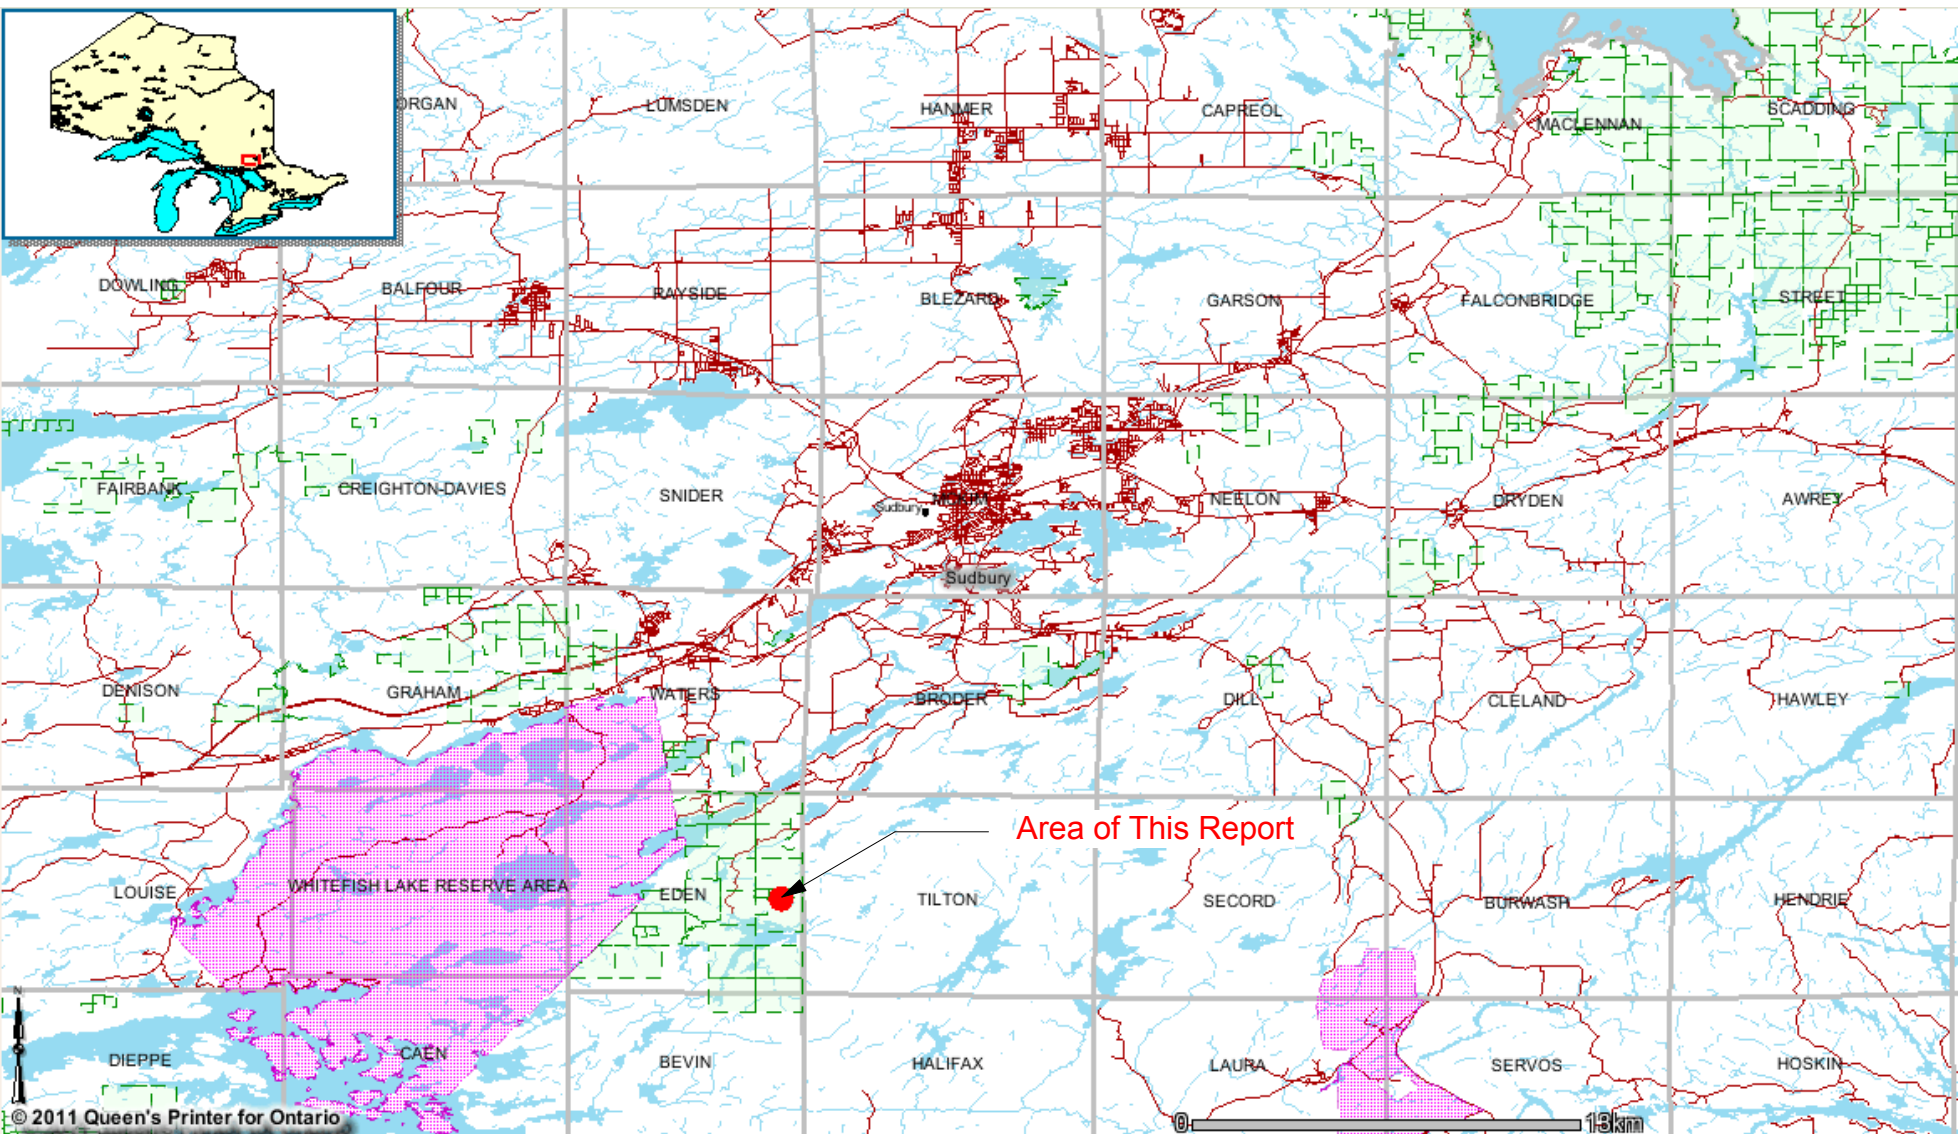 ORGAN
LUMSDEN
HANMER
CAPREOL
MACLENNAN
SCADDING
DOWLING
BALFOUR
RAYSIDE
BLEZARD
GARSON
FALCONBRIDGE
STREET
FAIRBANK
CREIGHTON-DAVIES
SNIDER
Sudbury
NEELON
DRYDEN
AWREY
Sudbury
DENISON
GRAHAM
WATERS
BRODER
DILL
CLELAND
HAWLEY
Area of This Report
LOUISE
WHITEFISH LAKE RESERVE AREA
EDEN
TILTON
SECORD
BURWASH
HENDRIE
N
DIEPPE
CAEN
BEVIN
HALIFAX
LAURA
SERVOS
HOSKIN
© 2011 Queen's Printer for Ontario
0
18km